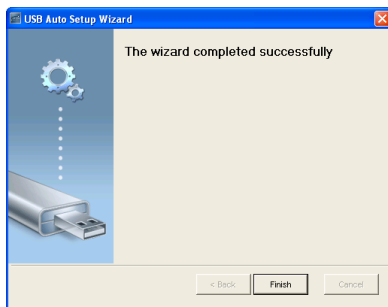 USB Auto Setup Wizard
The wizard completed successfully
< Back
Finish
Cancel